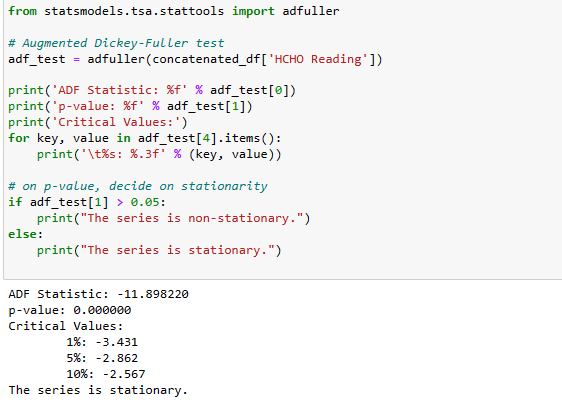 from statsmodels.tsa.stattools import adfuller
# Augmented Dickey-Fuller test
adf_test = adfuller(concatenated_df['HCHO Reading'])
print('ADF Statistic: %f' % adf_test[0])
print('p-value: %f' % adf_test[1])
print('Critical Values:')
for key, value in adf_test[4].items():
    print('\t%s: %.3f' % (key, value))
# on p-value, decide on stationarity
if adf_test[1] > 0.05:
    print("The series is non-stationary.")
else:
    print("The series is stationary.")
ADF Statistic: -11.898220
p-value: 0.000000
Critical Values:
        1%: -3.431
        5%: -2.862
        10%: -2.567
The series is stationary.